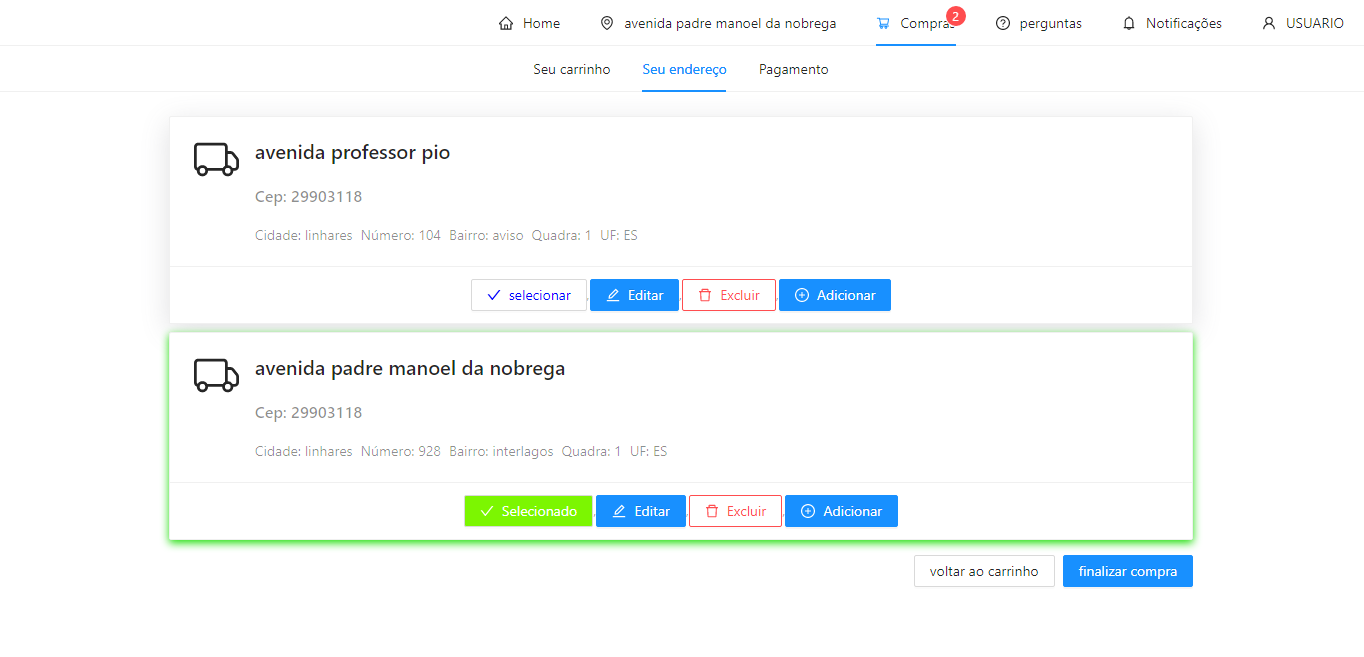 Home avenida padre manoel da nobrega Compras 2 perguntas Notificações USUARIO
Seu carrinho Seu endereço Pagamento
avenida professor pio
Cep: 29903118
Cidade: linhares Número: 104 Bairro: aviso Quadra: 1 UF: ES
selecionar , Editar , Excluir , Adicionar
avenida padre manoel da nobrega
Cep: 29903118
Cidade: linhares Número: 928 Bairro: interlagos Quadra: 1 UF: ES
Selecionado , Editar , Excluir , Adicionar
voltar ao carrinho finalizar compra